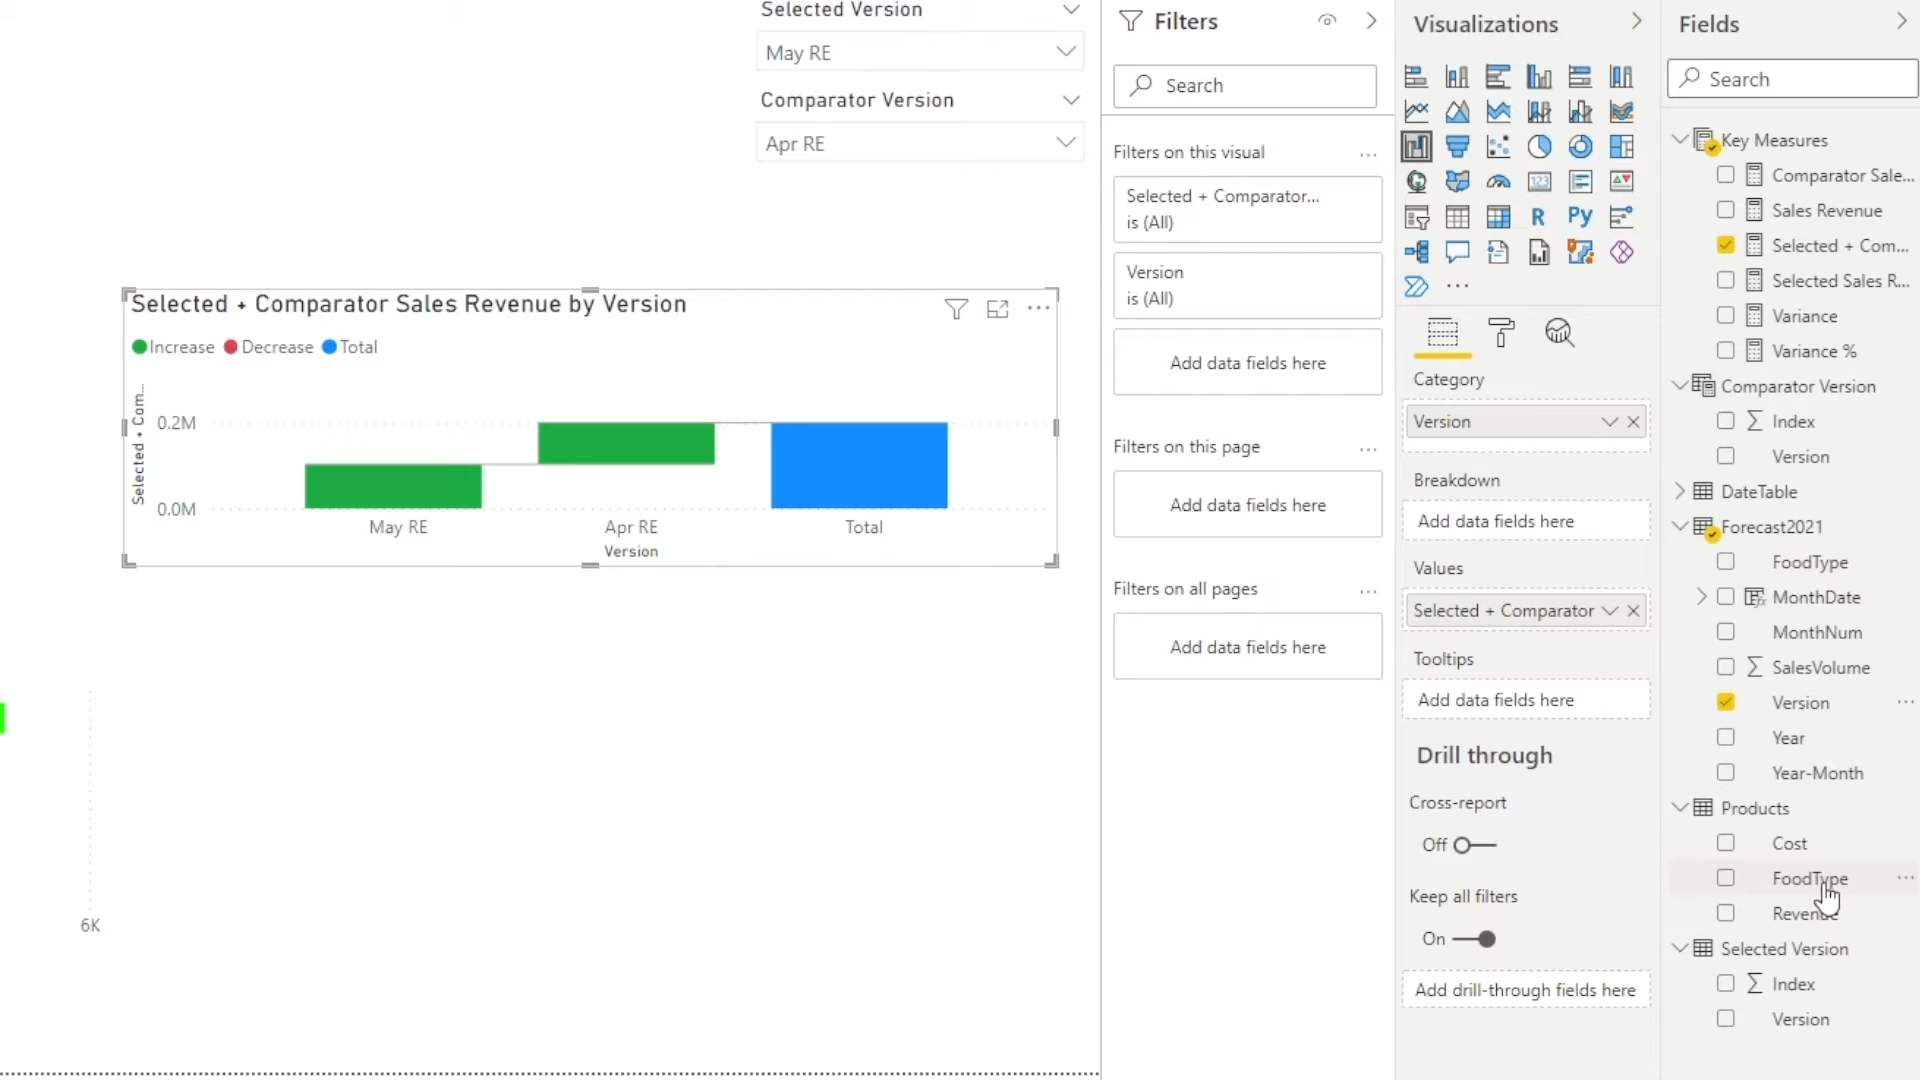 Selected Version
May RE
Comparator Version
Apr RE
Selected + Comparator Sales Revenue by Version
Increase
Decrease
Total
Selected + Com...
0.2M
0.0M
May RE
Apr RE
Total
Version
6K
Filters
Search
Filters on this visual
...
Selected + Comparator...
is (All)
Version
is (All)
Add data fields here
Filters on this page
...
Add data fields here
Filters on all pages
...
Add data fields here
Visualizations
123
R
Py
...
Category
Version
Breakdown
Add data fields here
Values
Selected + Comparator
Tooltips
Add data fields here
Drill through
Cross-report
Off
Keep all filters
On
Add drill-through fields here
Fields
Search
Key Measures
Comparator Sale...
Sales Revenue
Selected + Com...
Selected Sales R...
Variance
Variance %
Comparator Version
Σ Index
Version
DateTable
Forecast2021
FoodType
MonthDate
MonthNum
Σ SalesVolume
Version ...
Year
Year-Month
Products
Cost
FoodType ...
Revenue
Selected Version
Σ Index
Version